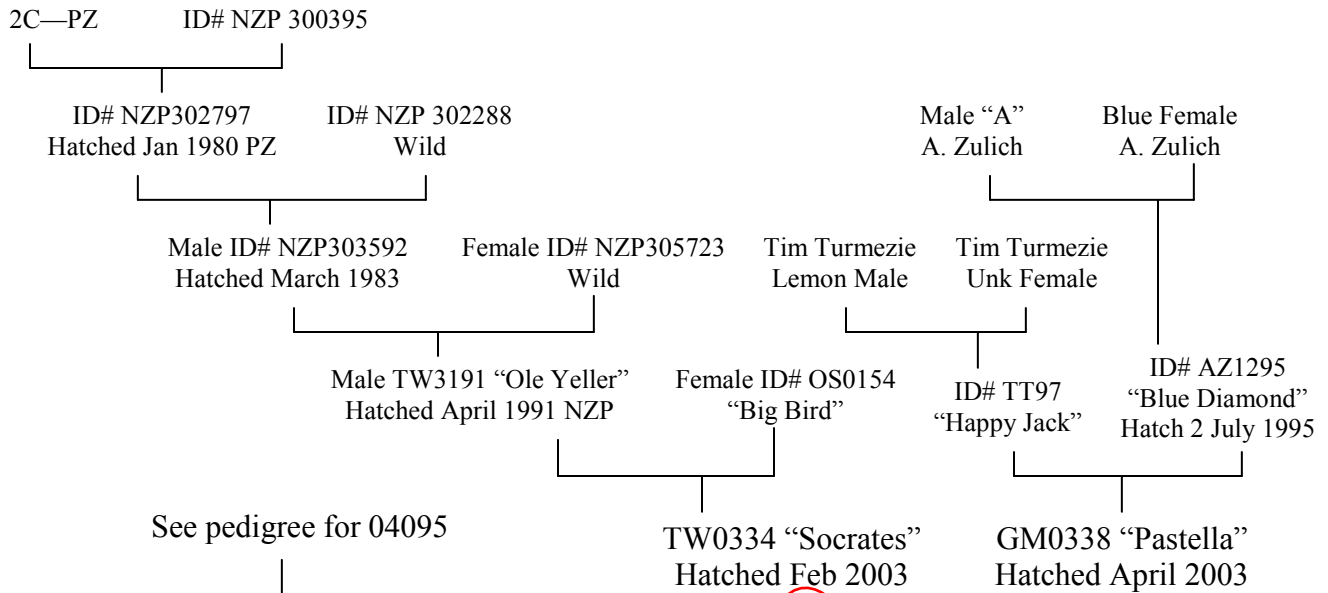 2C—PZ
ID# NZP 300395
ID# NZP302797
Hatched Jan 1980 PZ
ID# NZP 302288
Wild
Male “A”
A. Zulich
Blue Female
A. Zulich
Male ID# NZP303592
Hatched March 1983
Female ID# NZP305723
Wild
Tim Turmezie
Lemon Male
Tim Turmezie
Unk Female
Male TW3191 “Ole Yeller”
Hatched April 1991 NZP
Female ID# OS0154
“Big Bird”
ID# TT97
“Happy Jack”
ID# AZ1295
“Blue Diamond”
Hatch 2 July 1995
See pedigree for 04095
TW0334 “Socrates”
Hatched Feb 2003
GM0338 “Pastella”
Hatched April 2003